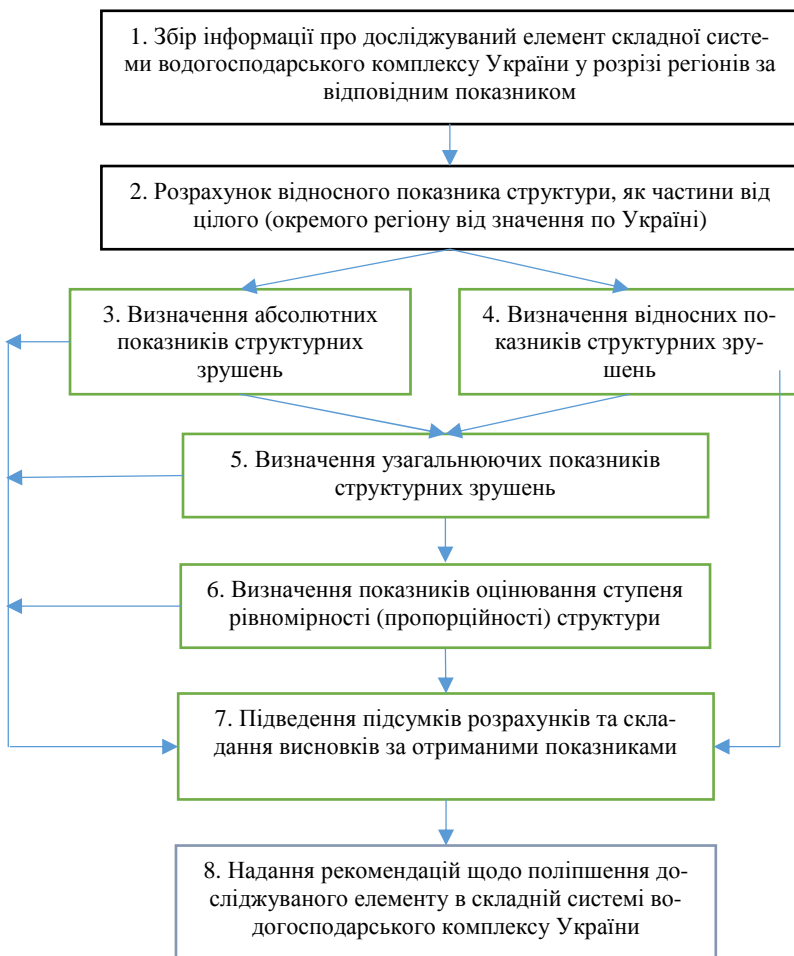 1. Збір інформації про досліджуваний елемент складної систе-
ми водогосподарського комплексу України у розрізі регіонів за
відповідним показником
2. Розрахунок відносного показника структури, як частини від
цілого (окремого регіону від значення по Україні)
3. Визначення абсолютних
показників структурних
зрушень
4. Визначення відносних по-
казників структурних зру-
шень
5. Визначення узагальнюючих показників
структурних зрушень
6. Визначення показників оцінювання ступеня
рівномірності (пропорційності) структури
7. Підведення підсумків розрахунків та скла-
дання висновків за отриманими показниками
8. Надання рекомендацій щодо поліпшення до-
сліджуваного елементу в складній системі во-
догосподарського комплексу України